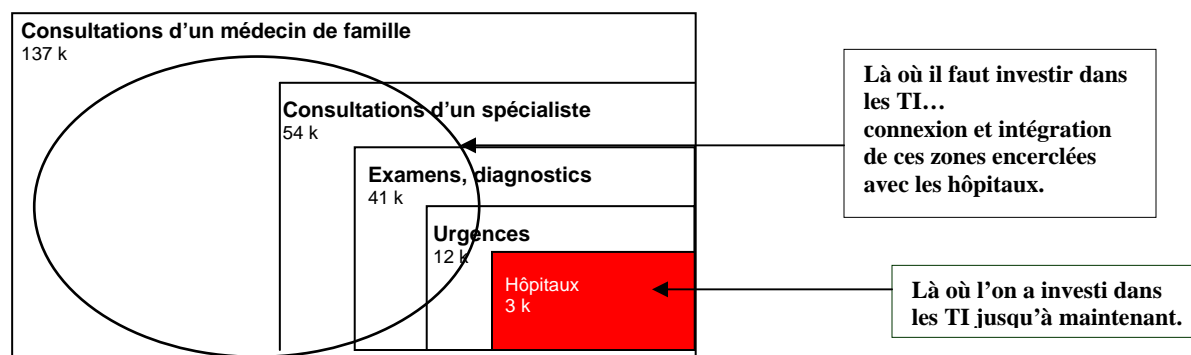 Consultations d’un médecin de famille
137 k
Consultations d’un spécialiste
54 k
Examens, diagnostics
41 k
Urgences
12 k
Hôpitaux
3 k
Là où il faut investir dans
les TI…
connexion et intégration
de ces zones encerclées
avec les hôpitaux.
Là où l’on a investi dans
les TI jusqu’à maintenant.